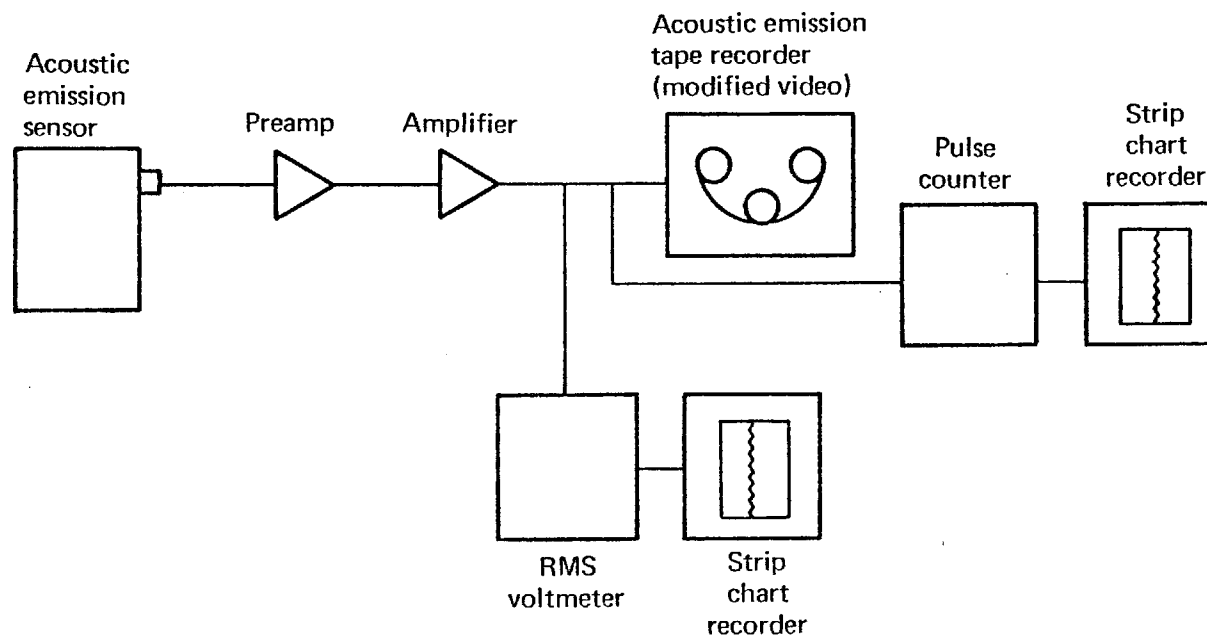 Acoustic
emission
sensor
Preamp
Amplifier
Acoustic emission
tape recorder
(modified video)
Pulse
counter
Strip
chart
recorder
RMS
voltmeter
Strip
chart
recorder